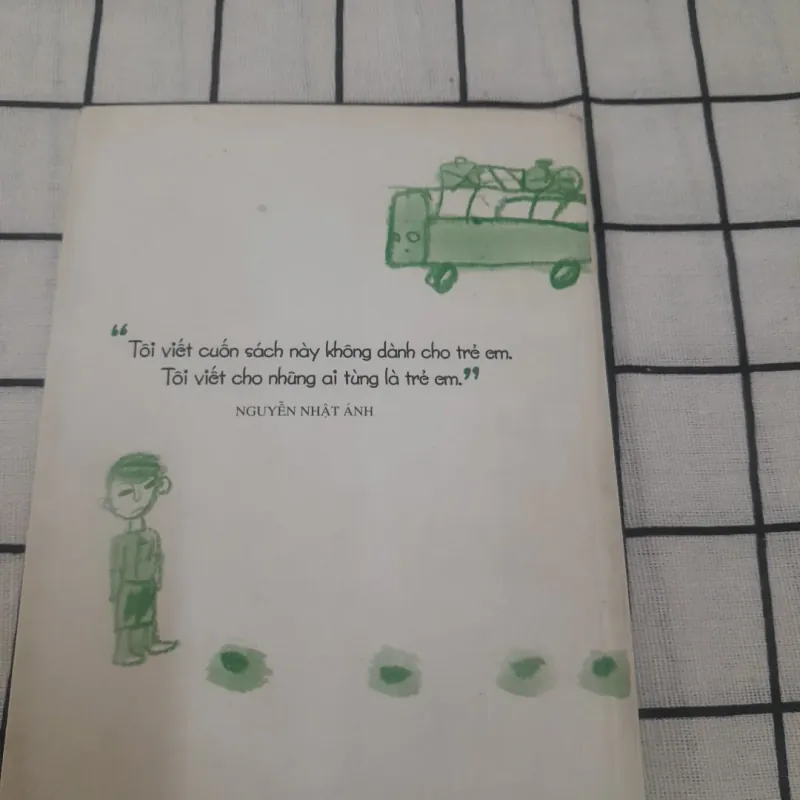 “Tôi viết cuốn sách này không dành cho trẻ em.
Tôi viết cho những ai từng là trẻ em.”
NGUYỄN NHẬT ÁNH